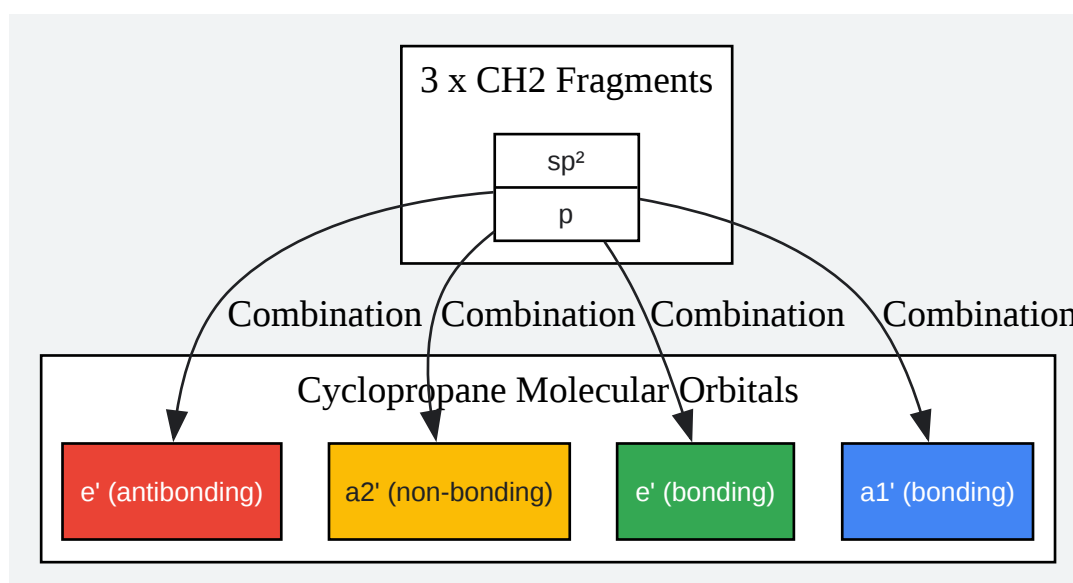 3 x CH2 Fragments
sp²
p
Combination Combination Combination Combination
Cyclopropane Molecular Orbitals
e' (antibonding) a2' (non-bonding) e' (bonding) a1' (bonding)